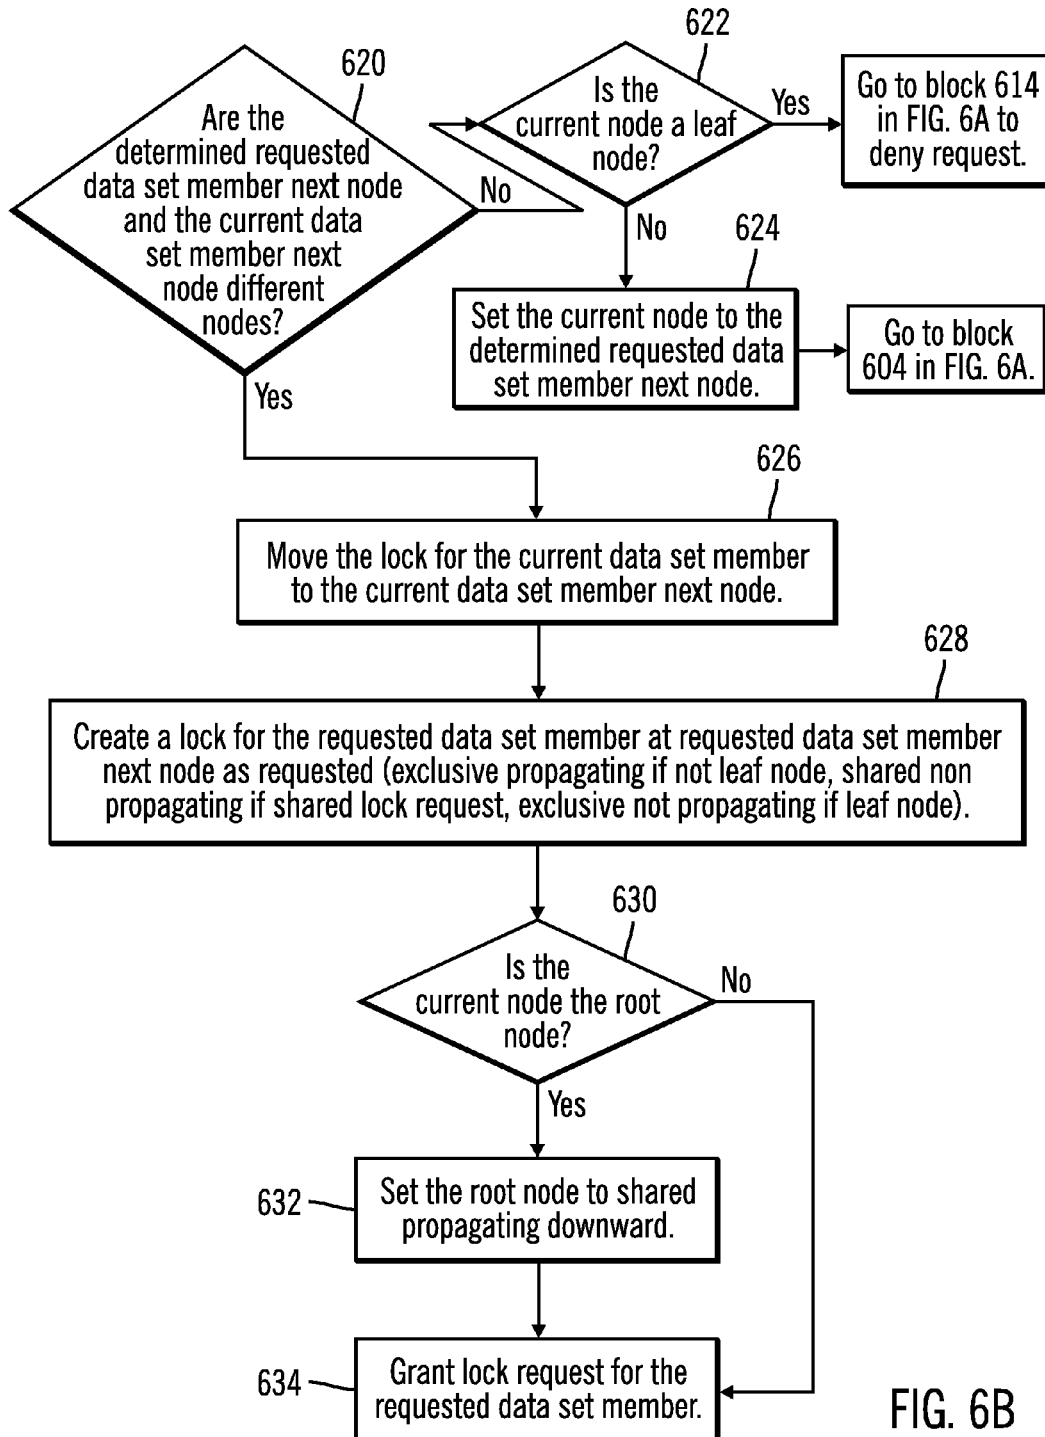 620
Are the
determined requested
data set member next node
and the current data
set member next
node different
nodes?
No
Yes
622
Is the
current node a leaf
node?
Yes
No
Go to block 614
in FIG. 6A to
deny request.
624
Set the current node to the
determined requested data
set member next node.
Go to block
604 in FIG. 6A.
626
Move the lock for the current data set member
to the current data set member next node.
628
Create a lock for the requested data set member at requested data set member
next node as requested (exclusive propagating if not leaf node, shared non
propagating if shared lock request, exclusive not propagating if leaf node).
630
Is the
current node the root
node?
No
Yes
632
Set the root node to shared
propagating downward.
634
Grant lock request for the
requested data set member.
FIG. 6B